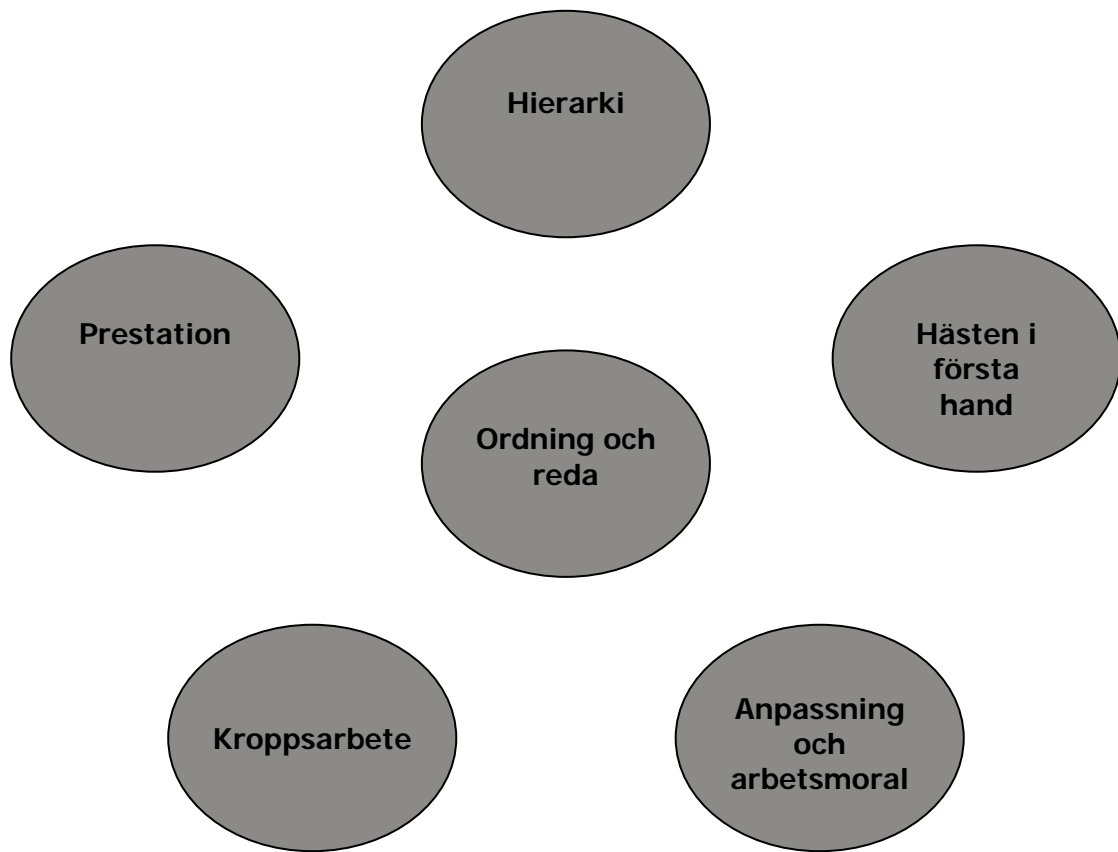 Hierarki
Prestation
Hästen i
första
hand
Ordning och
reda
Kroppsarbete
Anpassning
och
arbetsmoral